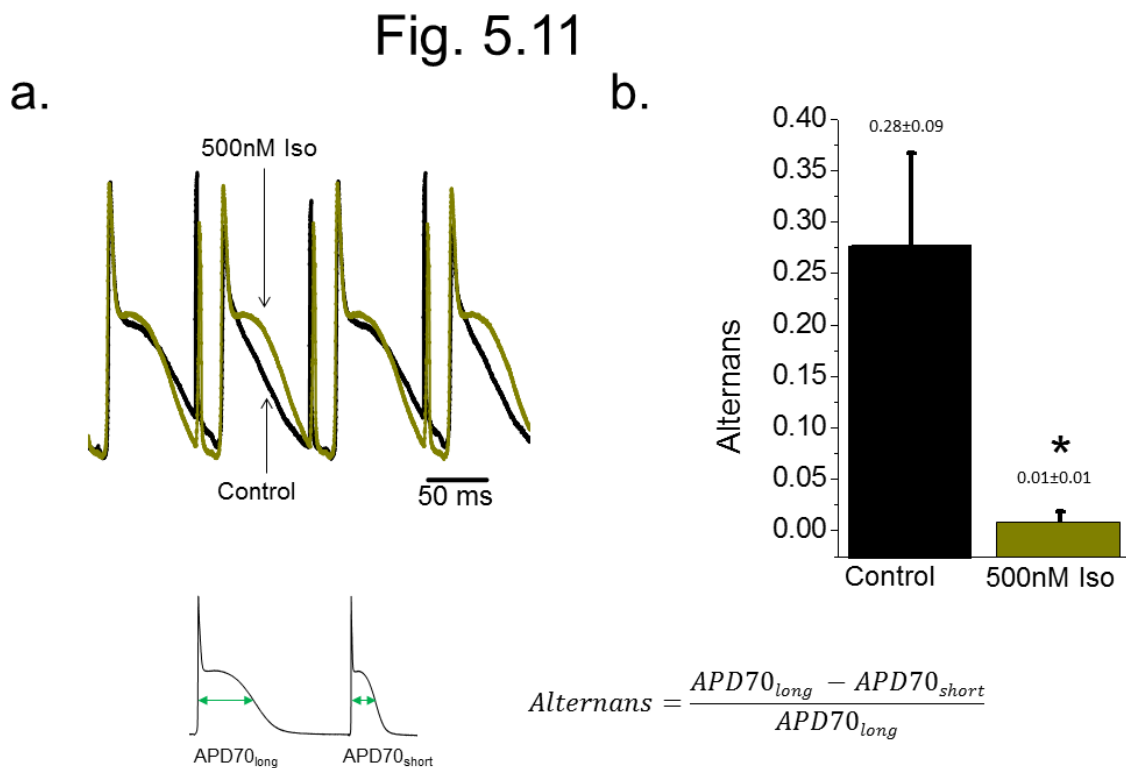 Fig. 5.11
a.
500nM Iso
Control
50 ms
b.
0.40
0.35
0.30
0.25
0.20
0.15
0.10
0.05
0.00
Alternans
0.28±0.09
*
0.01±0.01
Control
500nM Iso
APD70long
APD70short
Alternans = APD70long − APD70short
APD70long